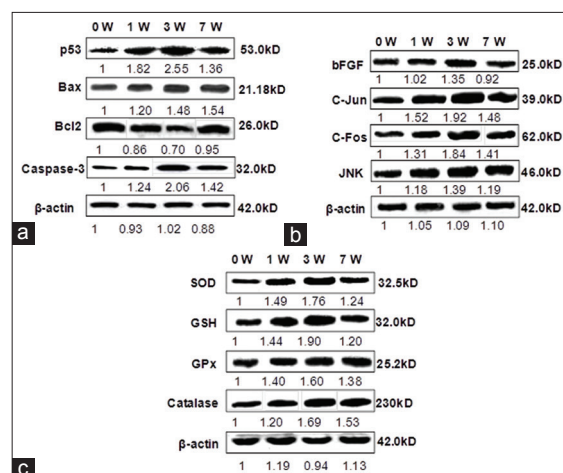 0 W 1 W 3 W 7 W
p53 53.0kD
1 1.82 2.55 1.36
Bax 21.18kD
1 1.20 1.48 1.54
Bcl2 26.0kD
1 0.86 0.70 0.95
Caspase-3 32.0kD
1 1.24 2.06 1.42
β-actin 42.0kD
1 0.93 1.02 0.88
a
0 W 1 W 3 W 7 W
bFGF 25.0kD
1 1.02 1.35 0.92
C-Jun 39.0kD
1 1.52 1.92 1.48
C-Fos 62.0kD
1 1.31 1.84 1.41
JNK 46.0kD
1 1.18 1.39 1.19
β-actin 42.0kD
1 1.05 1.09 1.10
b
0 W 1 W 3 W 7 W
SOD 32.5kD
1 1.49 1.76 1.24
GSH 32.0kD
1 1.44 1.90 1.20
GPx 25.2kD
1 1.40 1.60 1.38
Catalase 230kD
1 1.20 1.69 1.53
β-actin 42.0kD
1 1.19 0.94 1.13
c